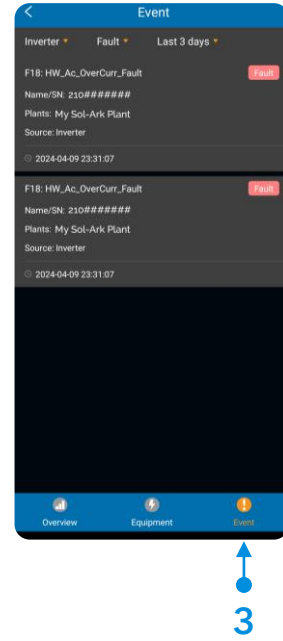 Event
Inverter Fault Last 3 days
F18: HW_Ac_OverCurr_Fault Fault
Name/SN: 210#######
Plants: My Sol-Ark Plant
Source: Inverter
2024-04-09 23:31:07
F18: HW_Ac_OverCurr_Fault Fault
Name/SN: 210#######
Plants: My Sol-Ark Plant
Source: Inverter
2024-04-09 23:31:07
Overview Equipment Event
3